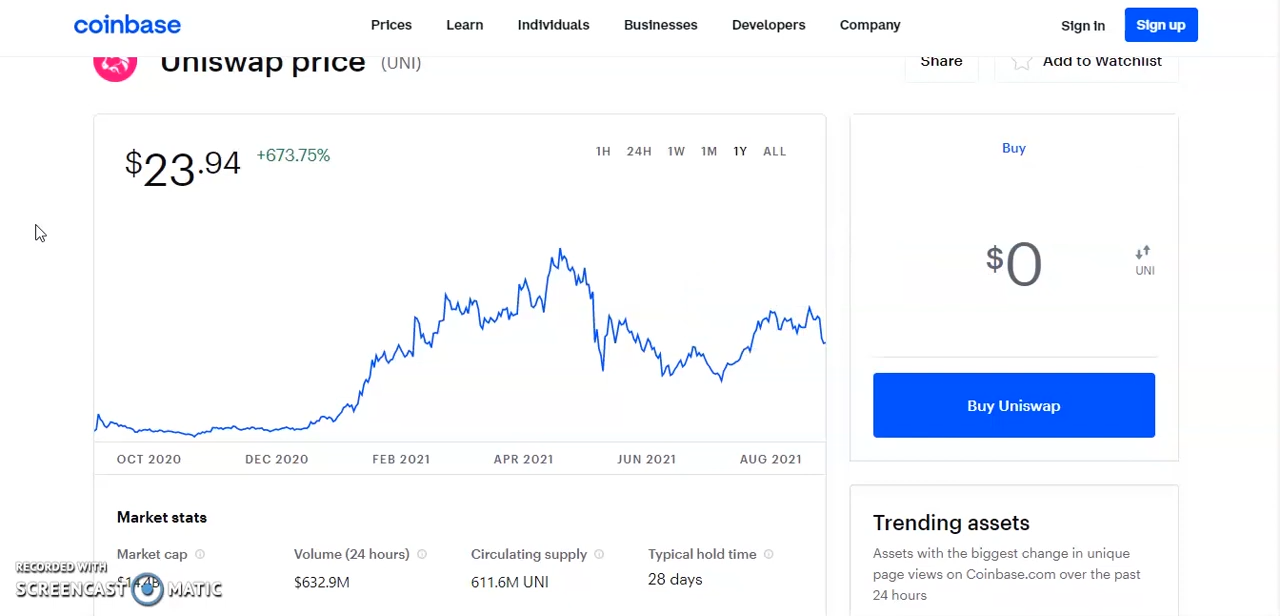 coinbase Prices Learn Individuals Businesses Developers Company Sign in Sign up
Uniswap price (UNI) Share Add to Watchlist
$23.94 +673.75% 1H 24H 1W 1M 1Y ALL
Buy
$0
UNI
Buy Uniswap
OCT 2020 DEC 2020 FEB 2021 APR 2021 JUN 2021 AUG 2021
Market stats
Market cap Volume (24 hours) Circulating supply Typical hold time
$14.4B $632.9M 611.6M UNI 28 days
Trending assets
Assets with the biggest change in unique
page views on Coinbase.com over the past
24 hours
RECORDED WITH
SCREENCAST MATIC